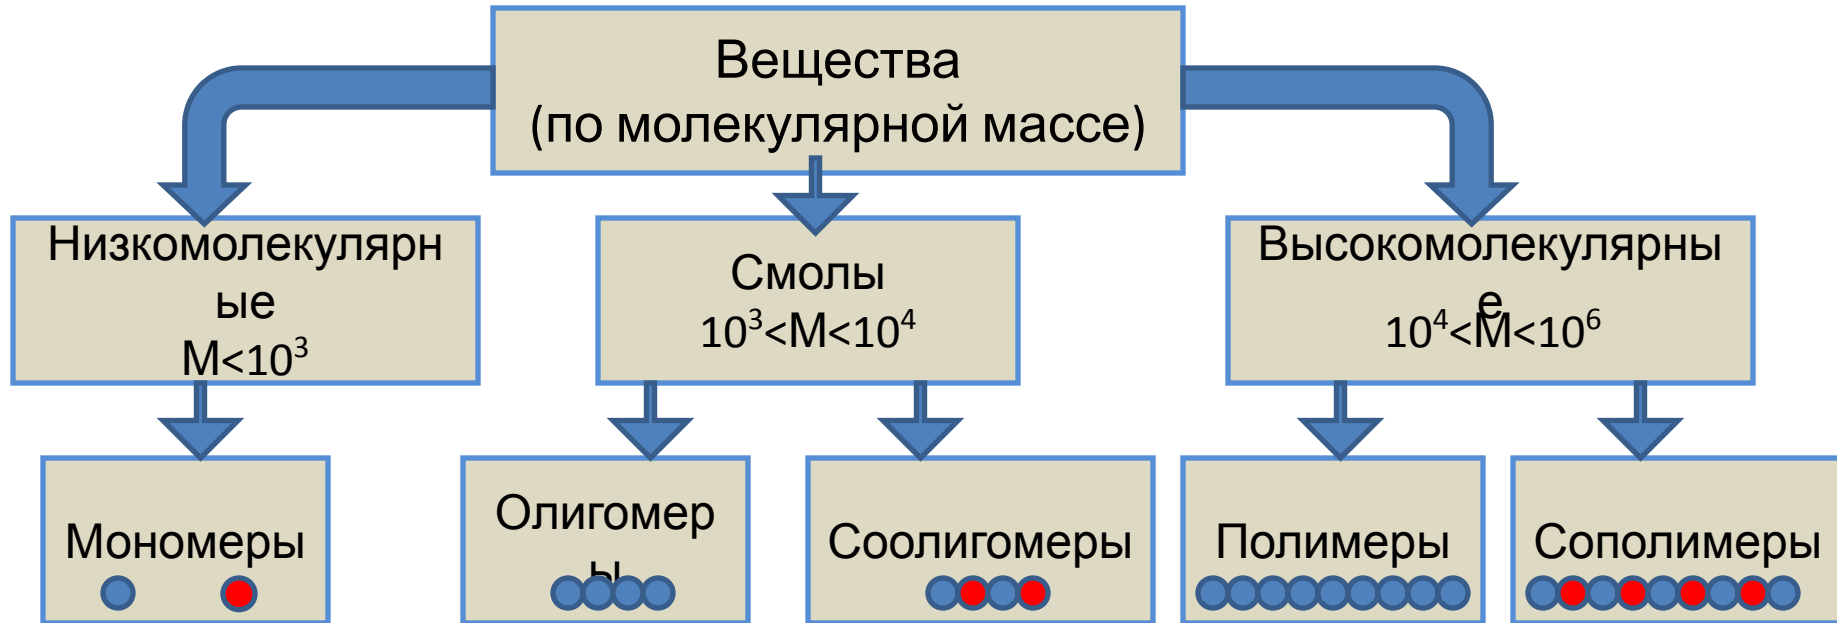 Вещества
(по молекулярной массе)
Низкомолекулярн
ые
М<10³
Смолы
10³<М<10⁴
Высокомолекулярны
е
10⁴<М<10⁶
Мономеры
Олигомер
ы
Соолигомеры
Полимеры
Сополимеры